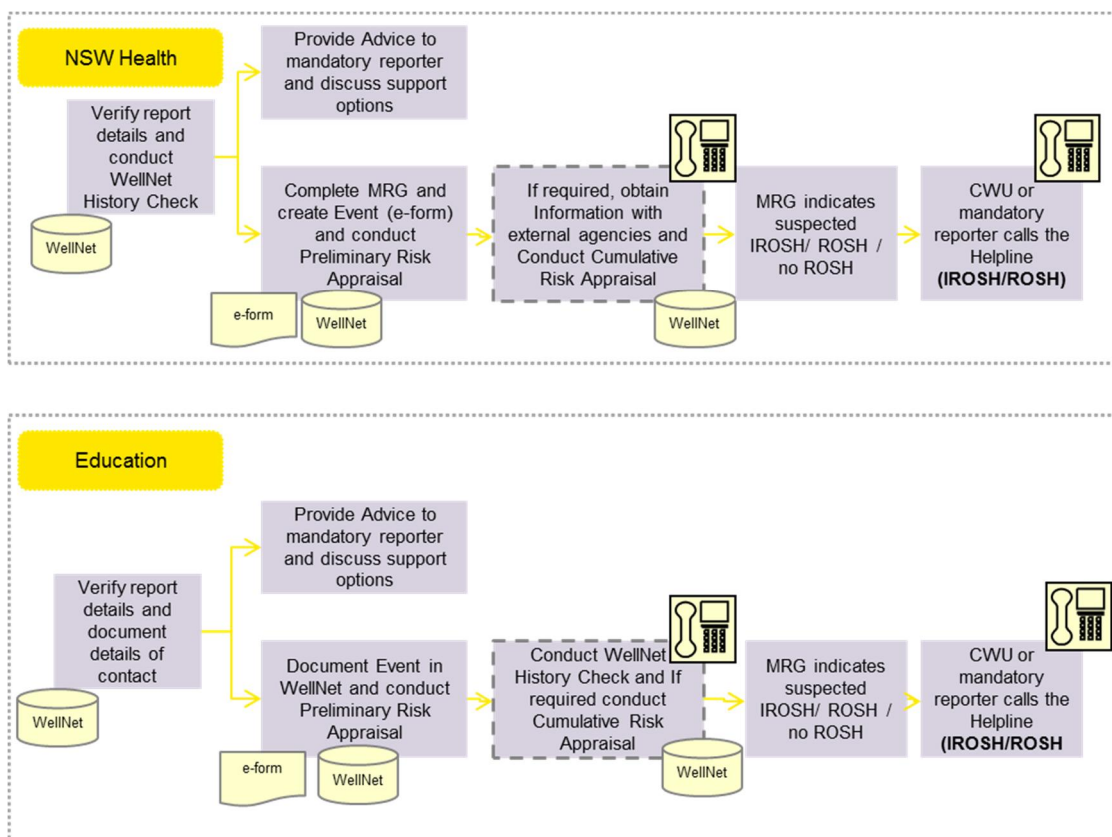 NSW Health
Provide Advice to
mandatory reporter
and discuss support
options
Verify report
details and
conduct
WellNet
History Check
WellNet
Complete MRG and
create Event (e-form)
and conduct
Preliminary Risk
Appraisal
e-form
WellNet
If required, obtain
Information with
external agencies and
Conduct Cumulative
Risk Appraisal
WellNet
MRG indicates
suspected
IROSH/ ROSH /
no ROSH
CWU or
mandatory
reporter calls the
Helpline
(IROSH/ROSH)
Education
Provide Advice to
mandatory reporter
and discuss support
options
Verify report
details and
document
details of
contact
WellNet
Document Event in
WellNet and conduct
Preliminary Risk
Appraisal
e-form
WellNet
Conduct WellNet
History Check and If
required conduct
Cumulative Risk
Appraisal
WellNet
MRG indicates
suspected
IROSH/ ROSH /
no ROSH
CWU or
mandatory
reporter calls the
Helpline
(IROSH/ROSH